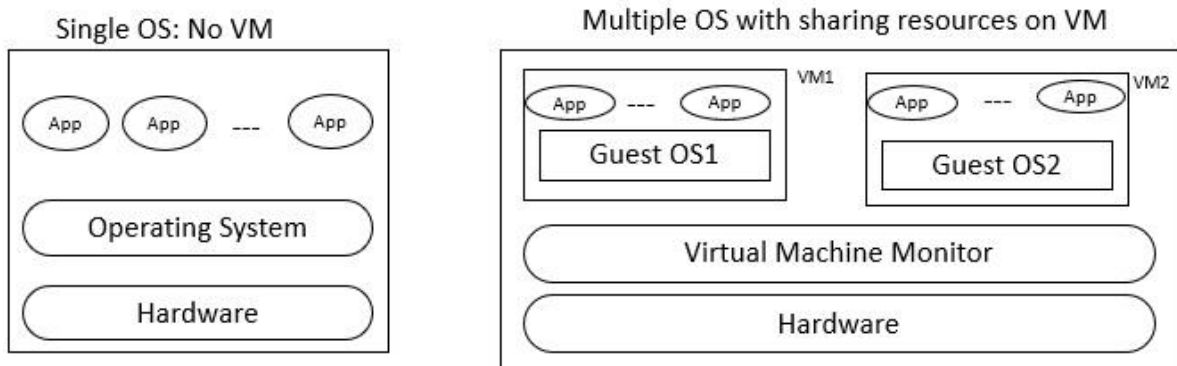 Single OS: No VM
App App --- App
Operating System
Hardware
Multiple OS with sharing resources on VM
VM1
App --- App
Guest OS1
VM2
App --- App
Guest OS2
Virtual Machine Monitor
Hardware